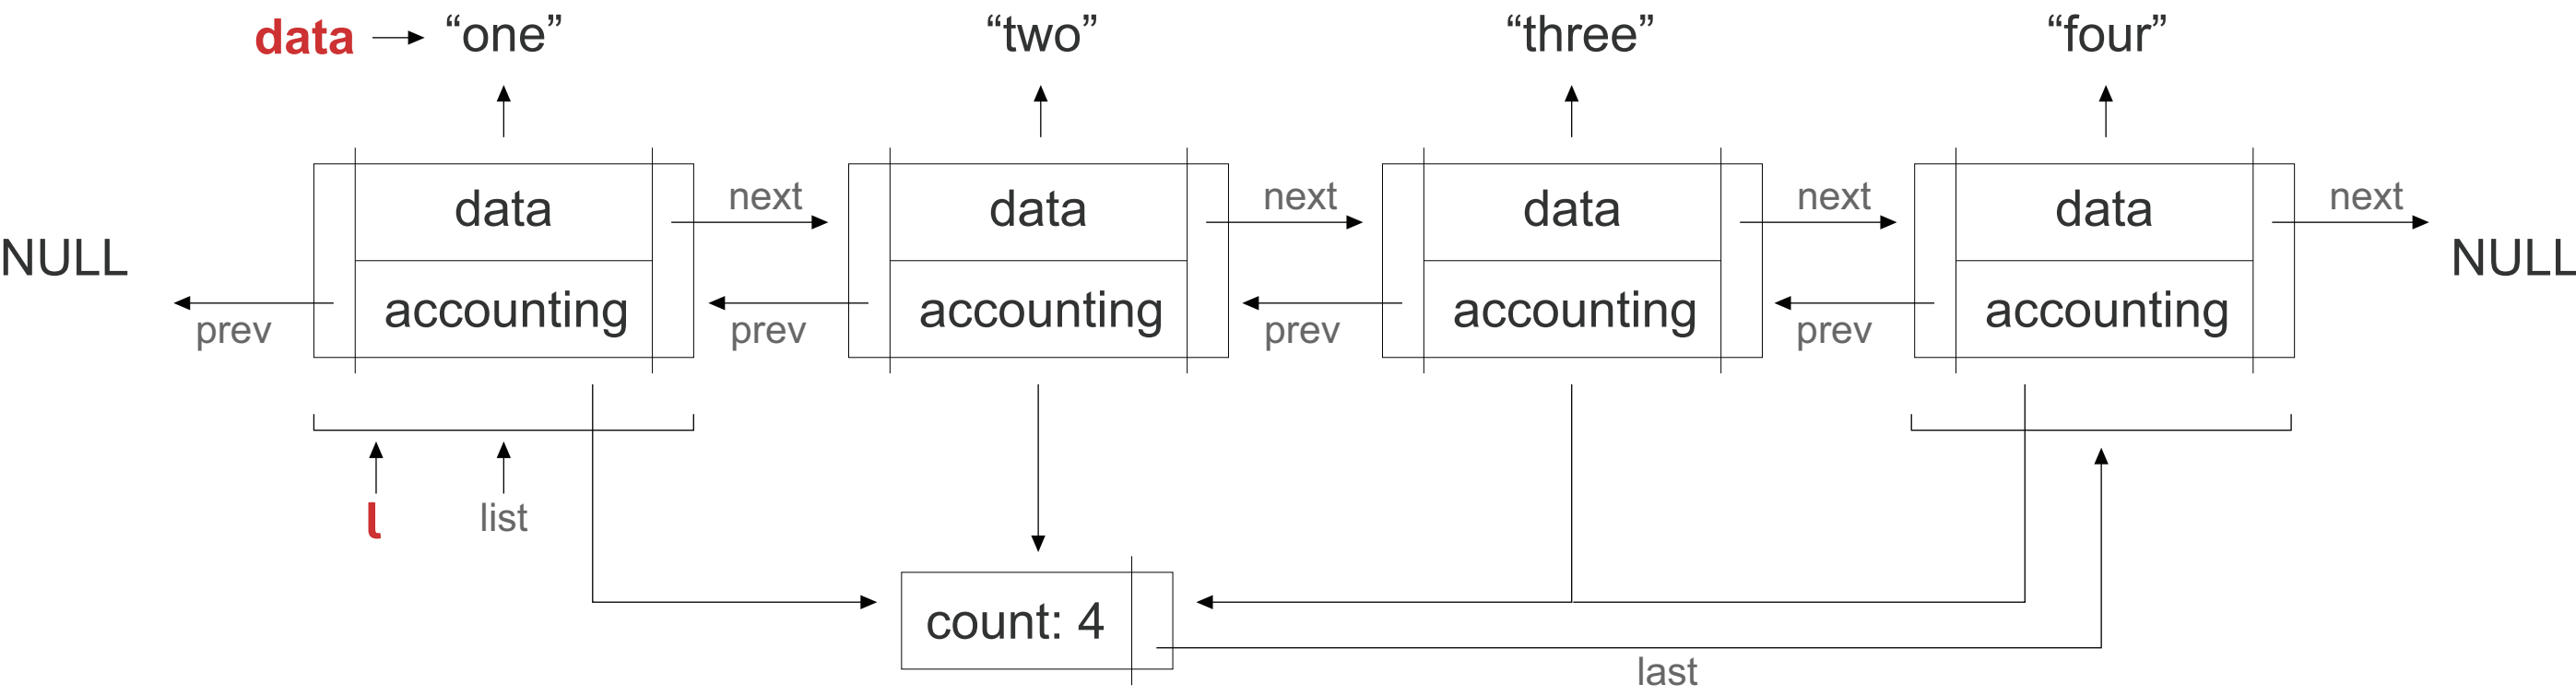 data “one” “two” “three” “four”
data next data next data next data next
NULL NULL
accounting accounting accounting accounting
prev prev prev prev
l list
count: 4
last